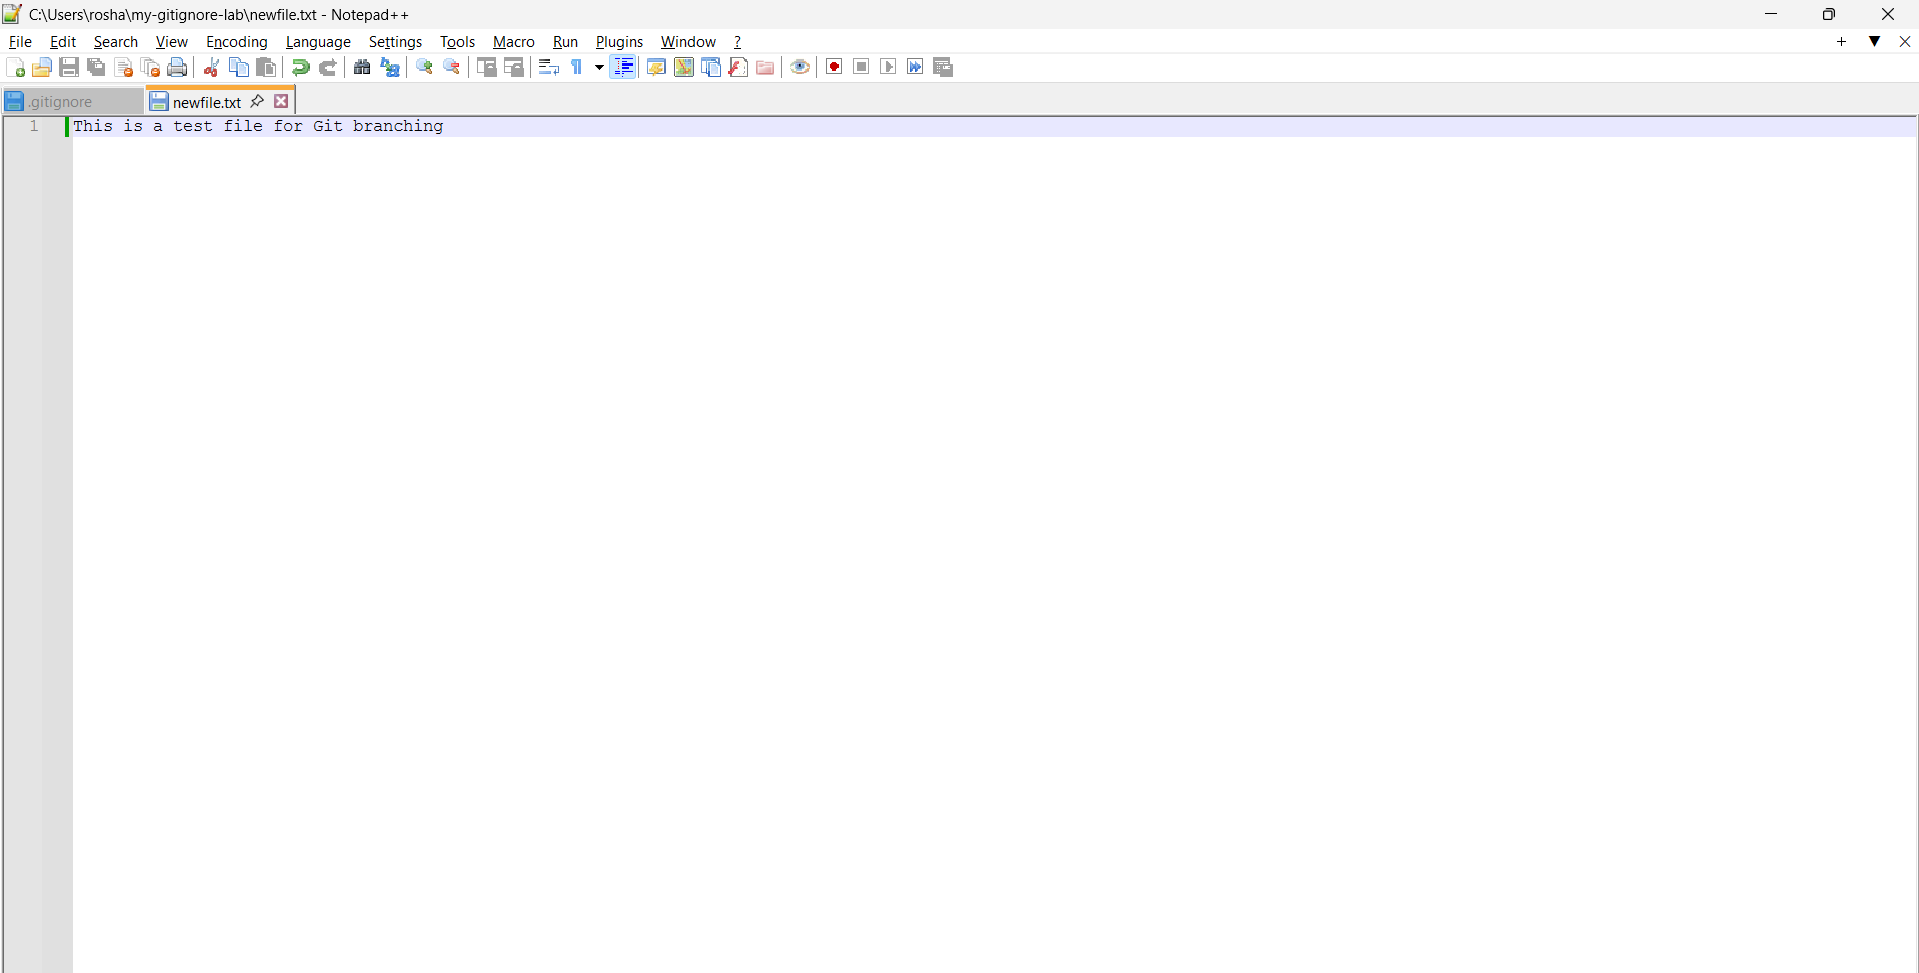 C:\Users\rosha\my-gitignore-lab\newfile.txt - Notepad++
File Edit Search View Encoding Language Settings Tools Macro Run Plugins Window ?
.gitignore newfile.txt
1 This is a test file for Git branching